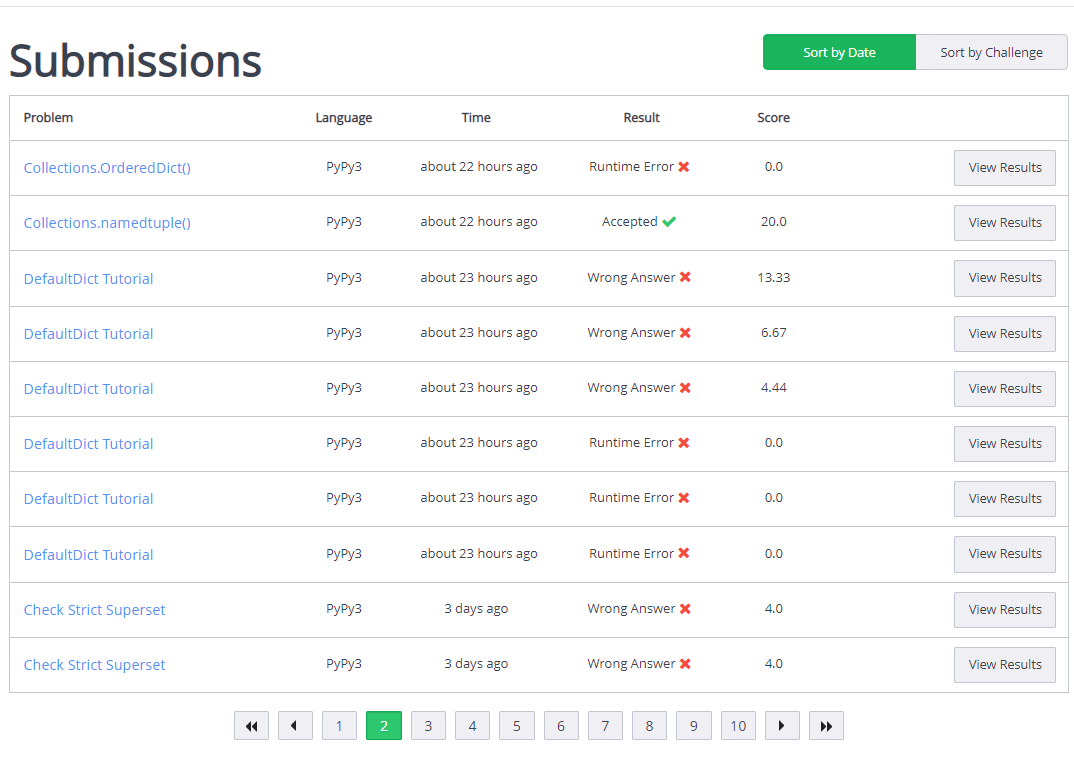 Submissions
Sort by Date Sort by Challenge
Problem Language Time Result Score
Collections.OrderedDict() PyPy3 about 22 hours ago Runtime Error 0.0 View Results
Collections.namedtuple() PyPy3 about 22 hours ago Accepted 20.0 View Results
DefaultDict Tutorial PyPy3 about 23 hours ago Wrong Answer 13.33 View Results
DefaultDict Tutorial PyPy3 about 23 hours ago Wrong Answer 6.67 View Results
DefaultDict Tutorial PyPy3 about 23 hours ago Wrong Answer 4.44 View Results
DefaultDict Tutorial PyPy3 about 23 hours ago Runtime Error 0.0 View Results
DefaultDict Tutorial PyPy3 about 23 hours ago Runtime Error 0.0 View Results
DefaultDict Tutorial PyPy3 about 23 hours ago Runtime Error 0.0 View Results
Check Strict Superset PyPy3 3 days ago Wrong Answer 4.0 View Results
Check Strict Superset PyPy3 3 days ago Wrong Answer 4.0 View Results
1 2 3 4 5 6 7 8 9 10